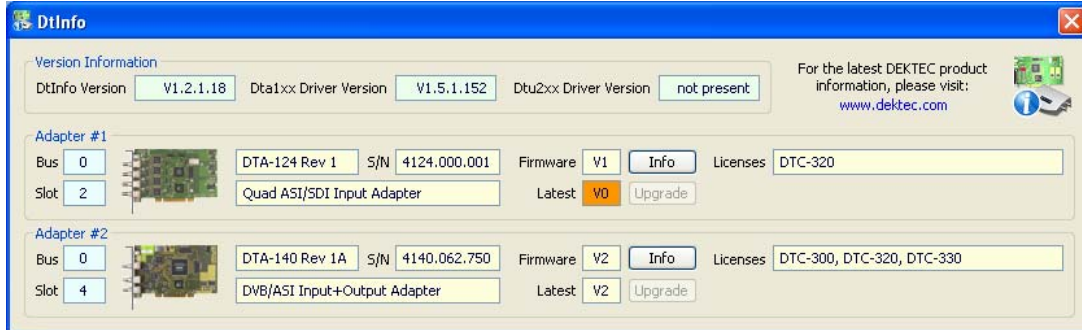 DtInfo
Version Information
DtInfo Version V1.2.1.18 Dta1xx Driver Version V1.5.1.152 Dtu2xx Driver Version not present
For the latest DEKTEC product
information, please visit:
www.dektec.com
Adapter #1
Bus 0 DTA-124 Rev 1 S/N 4124.000.001 Firmware V1 Info Licenses DTC-320
Slot 2 Quad ASI/SDI Input Adapter Latest V0 Upgrade
Adapter #2
Bus 0 DTA-140 Rev 1A S/N 4140.062.750 Firmware V2 Info Licenses DTC-300, DTC-320, DTC-330
Slot 4 DVB/ASI Input+Output Adapter Latest V2 Upgrade